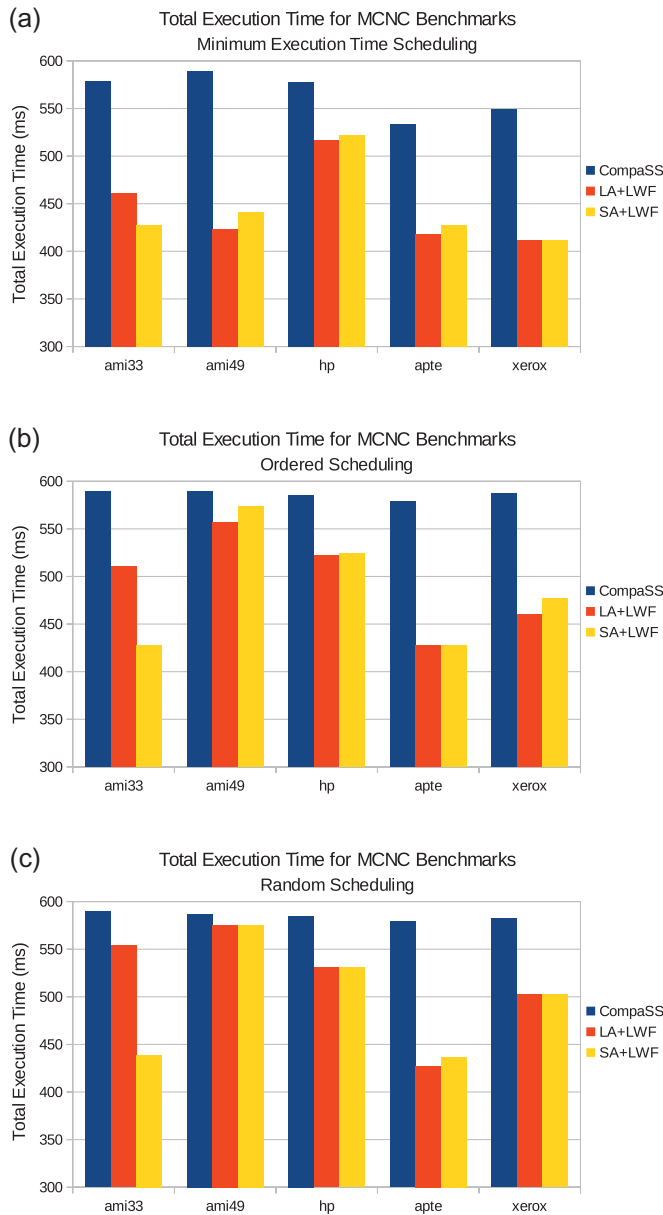 (a)
Total Execution Time for MCNC Benchmarks
Minimum Execution Time Scheduling
Total Execution Time (ms)
600
550
500
450
400
350
300
ami33 ami49 hp apte xerox
CompaSS
LA+LWF
SA+LWF
(b)
Total Execution Time for MCNC Benchmarks
Ordered Scheduling
Total Execution Time (ms)
600
550
500
450
400
350
300
ami33 ami49 hp apte xerox
CompaSS
LA+LWF
SA+LWF
(c)
Total Execution Time for MCNC Benchmarks
Random Scheduling
Total Execution Time (ms)
600
550
500
450
400
350
300
ami33 ami49 hp apte xerox
CompaSS
LA+LWF
SA+LWF